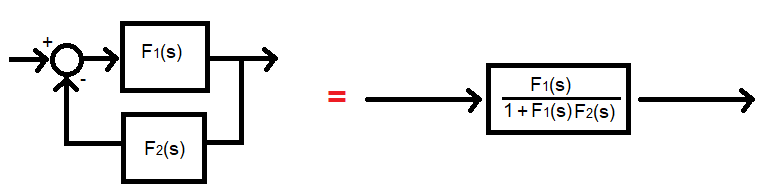 +
F1(s)
-
F2(s)
=
F1(s)
1+F1(s)F2(s)